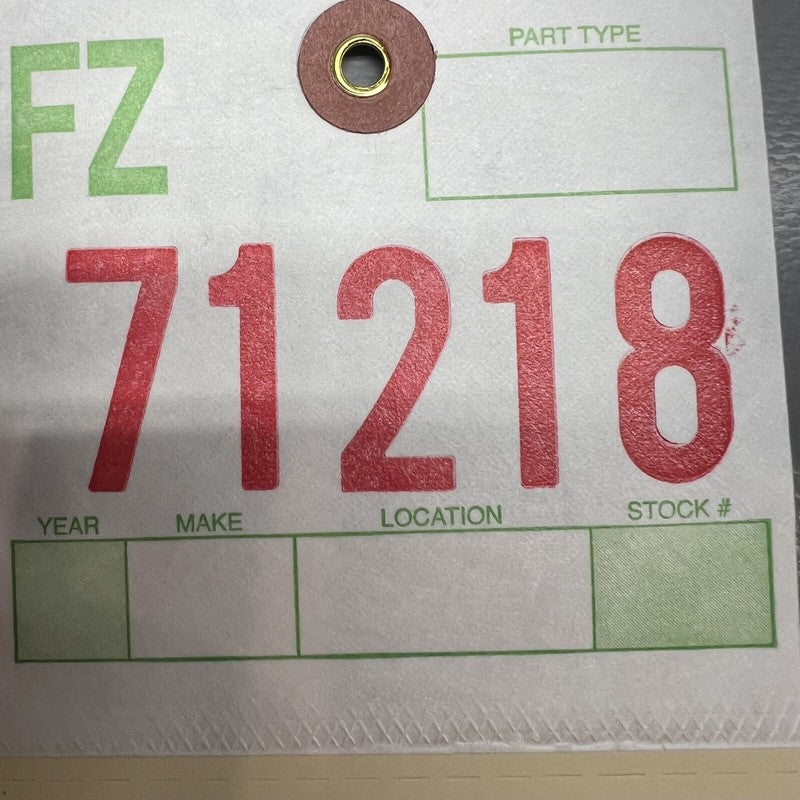 FZ
PART TYPE
71218
YEAR MAKE LOCATION STOCK #